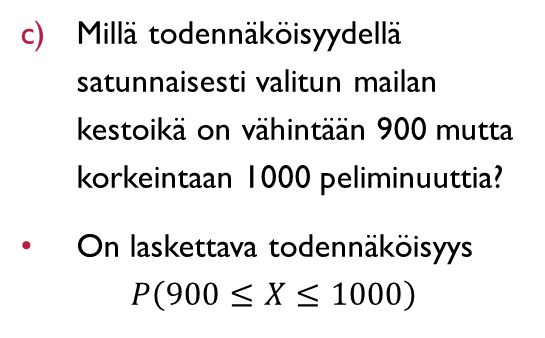 c) Millä todennäköisyydellä
satunnaisesti valitun mailan
kestoikä on vähintään 900 mutta
korkeintaan 1000 peliminuuttia?
• On laskettava todennäköisyys
𝑃(900 ≤ 𝑋 ≤ 1000)